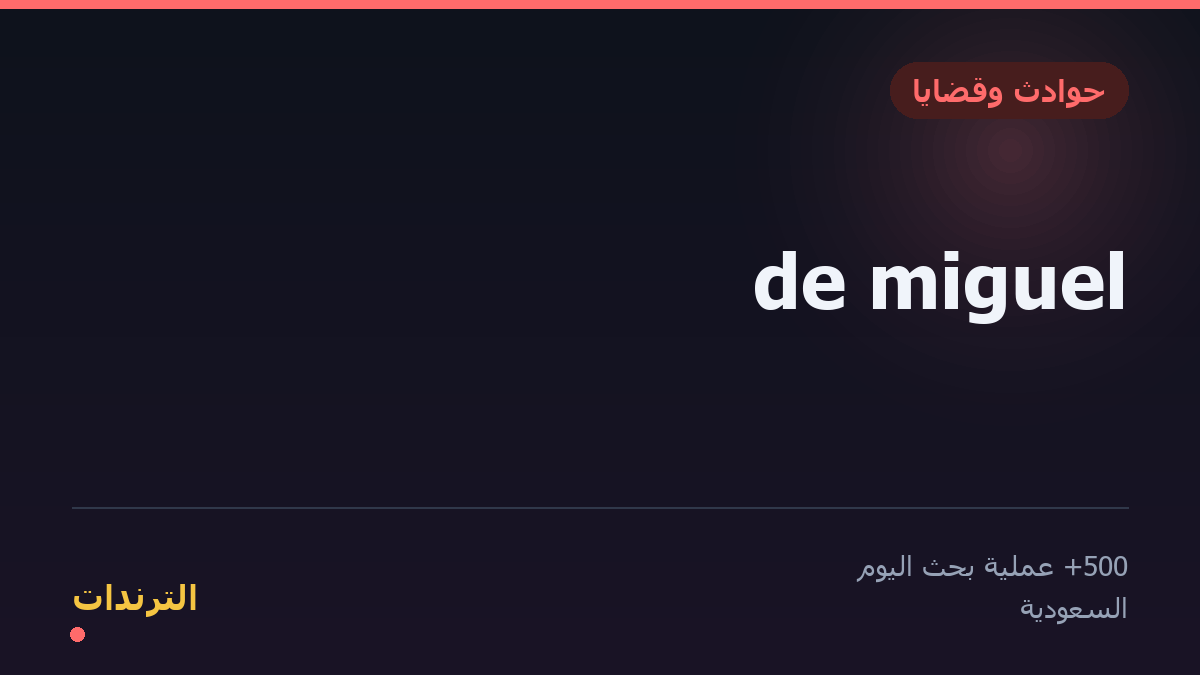 حوادث وقضايا
de miguel
500+ عملية بحث اليوم
السعودية
الترندات